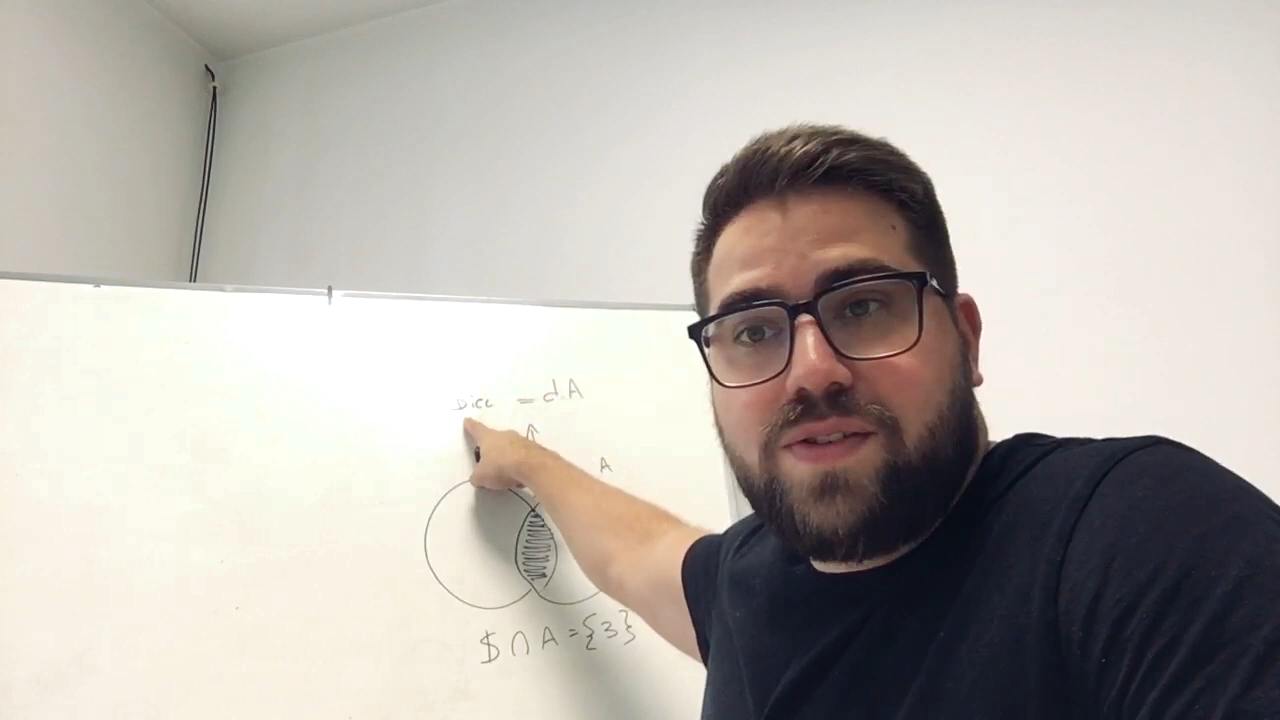 Dicc = d.A
A
$ ∩ A = {3}